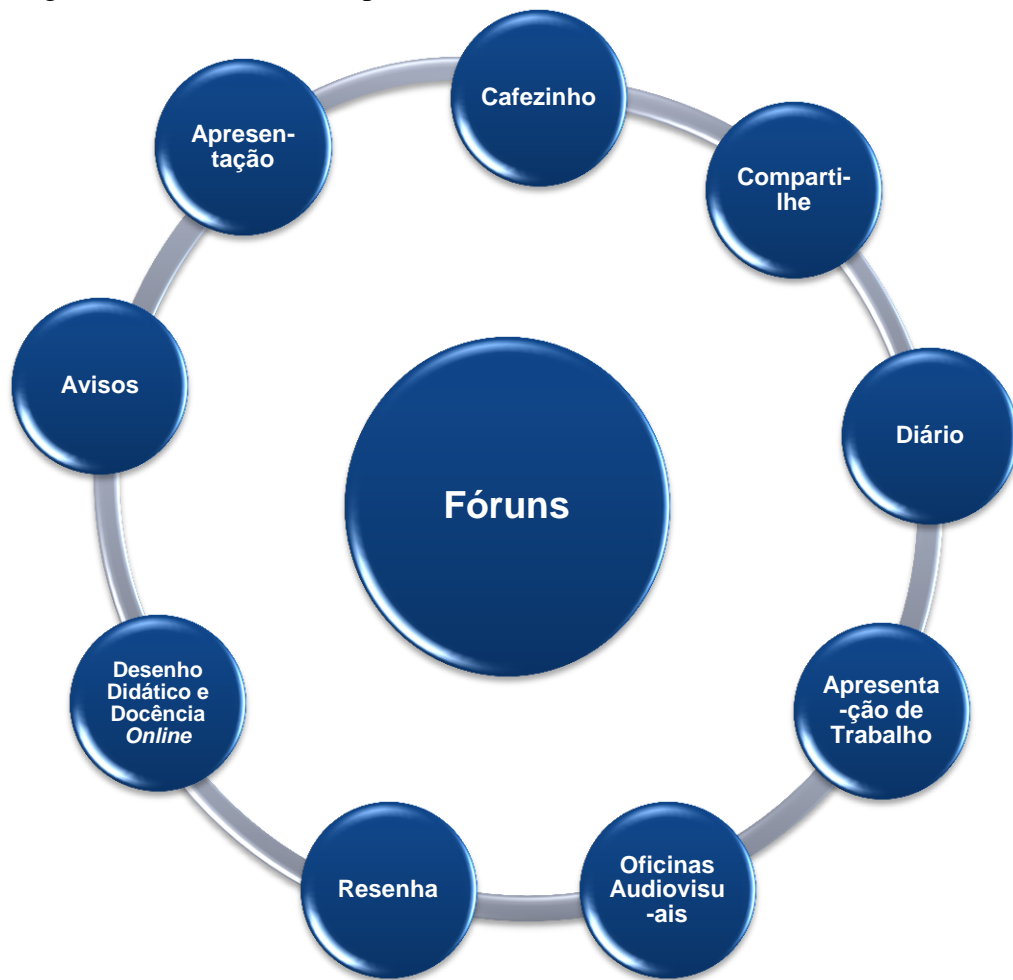 Cafezinho
Apresen-
tação
Comparti-
lhe
Avisos
Diário
Fóruns
Desenho
Didático e
Docência
Online
Apresenta
-ção de
Trabalho
Resenha
Oficinas
Audiovisu
-ais